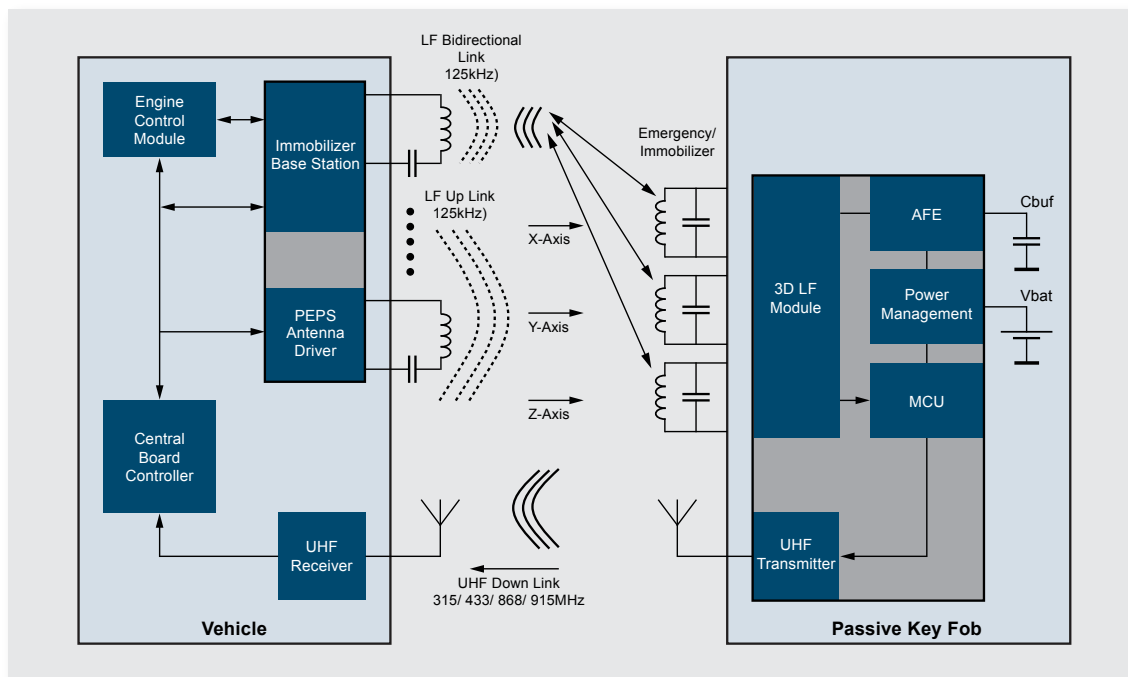 LF Bidirectional
Link
125kHz)
Engine
Control
Module
Immobilizer
Base Station
Emergency/
Immobilizer
LF Up Link
125kHz)
X-Axis
Y-Axis
Z-Axis
PEPS
Antenna
Driver
Central
Board
Controller
UHF
Receiver
UHF Down Link
315/ 433/ 868/ 915MHz
Vehicle
3D LF
Module
AFE
Cbuf
Power
Management
Vbat
MCU
UHF
Transmitter
Passive Key Fob